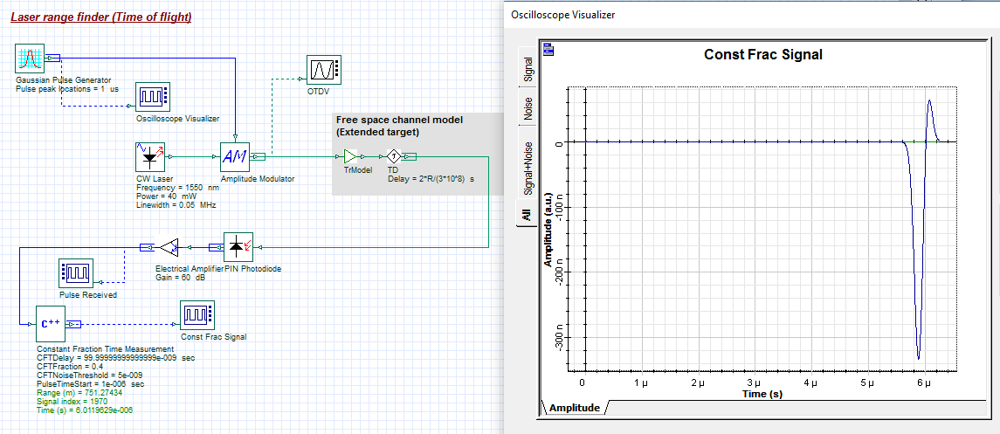 Laser range finder (Time of flight)
Gaussian Pulse Generator
Pulse peak locations = 1 us
Oscilloscope Visualizer
OTDV
CW Laser
Frequency = 1550 nm
Power = 40 mW
Linewidth = 0.05 MHz
AM
Amplitude Modulator
Free space channel model
(Extended target)
TrModel
TD
Delay = 2*R/(3*10^8) s
Electrical Amplifier
Gain = 60 dB
PIN Photodiode
Pulse Received
C++
Const Frac Signal
Constant Fraction Time Measurement
CFTDelay = 99.99999999999999e-009 sec
CFTFraction = 0.4
CFTNoiseThreshold = 5e-009
PulseTimeStart = 1e-006 sec
Range (m) = 751.27434
Signal index = 1970
Time (s) = 6.0119629e-006
Oscilloscope Visualizer
Signal
Noise
Signal+Noise
All
Const Frac Signal
Amplitude (a.u.)
0
-100 n
-200 n
-300 n
0 1 µ 2 µ 3 µ 4 µ 5 µ 6 µ
Time (s)
Amplitude